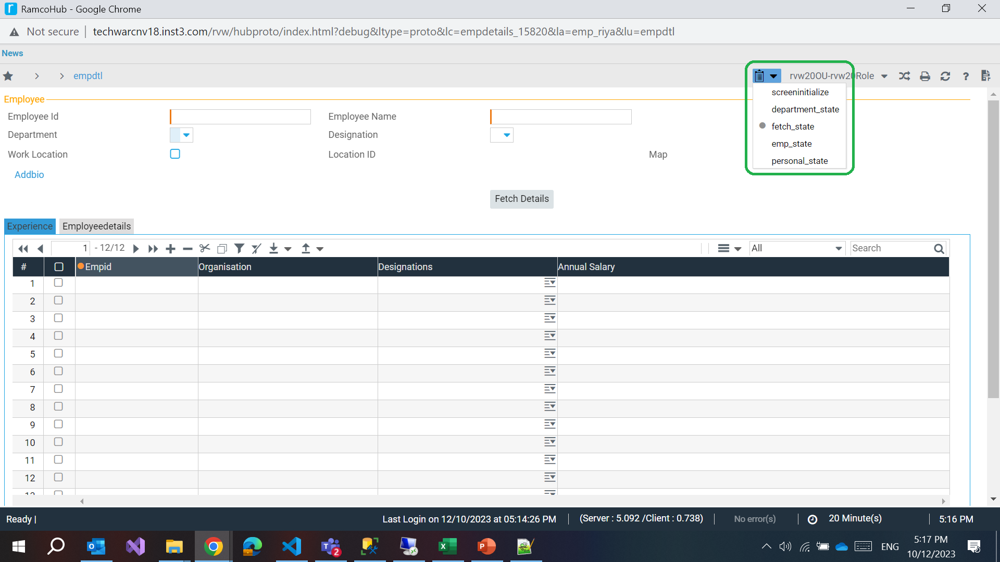 RamcoHub - Google Chrome
Not secure | techwarcnv18.inst3.com/rvw/hubproto/index.html?debug&ltype=proto&lc=empdetails_15820&la=emp_riya&lu=empdtl
News
empdtl
rvw20OU-rvw20Role
?
screeninitialize
department_state
fetch_state
emp_state
personal_state
Employee
Employee Id
Employee Name
Department
Designation
Work Location
Location ID
Map
Addbio
Fetch Details
Experience
Employeedetails
1 - 12/12
All
Search
# Empid Organisation Designations Annual Salary
1
2
3
4
5
6
7
8
9
10
11
12
Ready |
Last Login on 12/10/2023 at 05:14:26 PM
(Server : 5.092 /Client : 0.738)
No error(s)
20 Minute(s)
5:16 PM
2
ENG
5:17 PM
10/12/2023